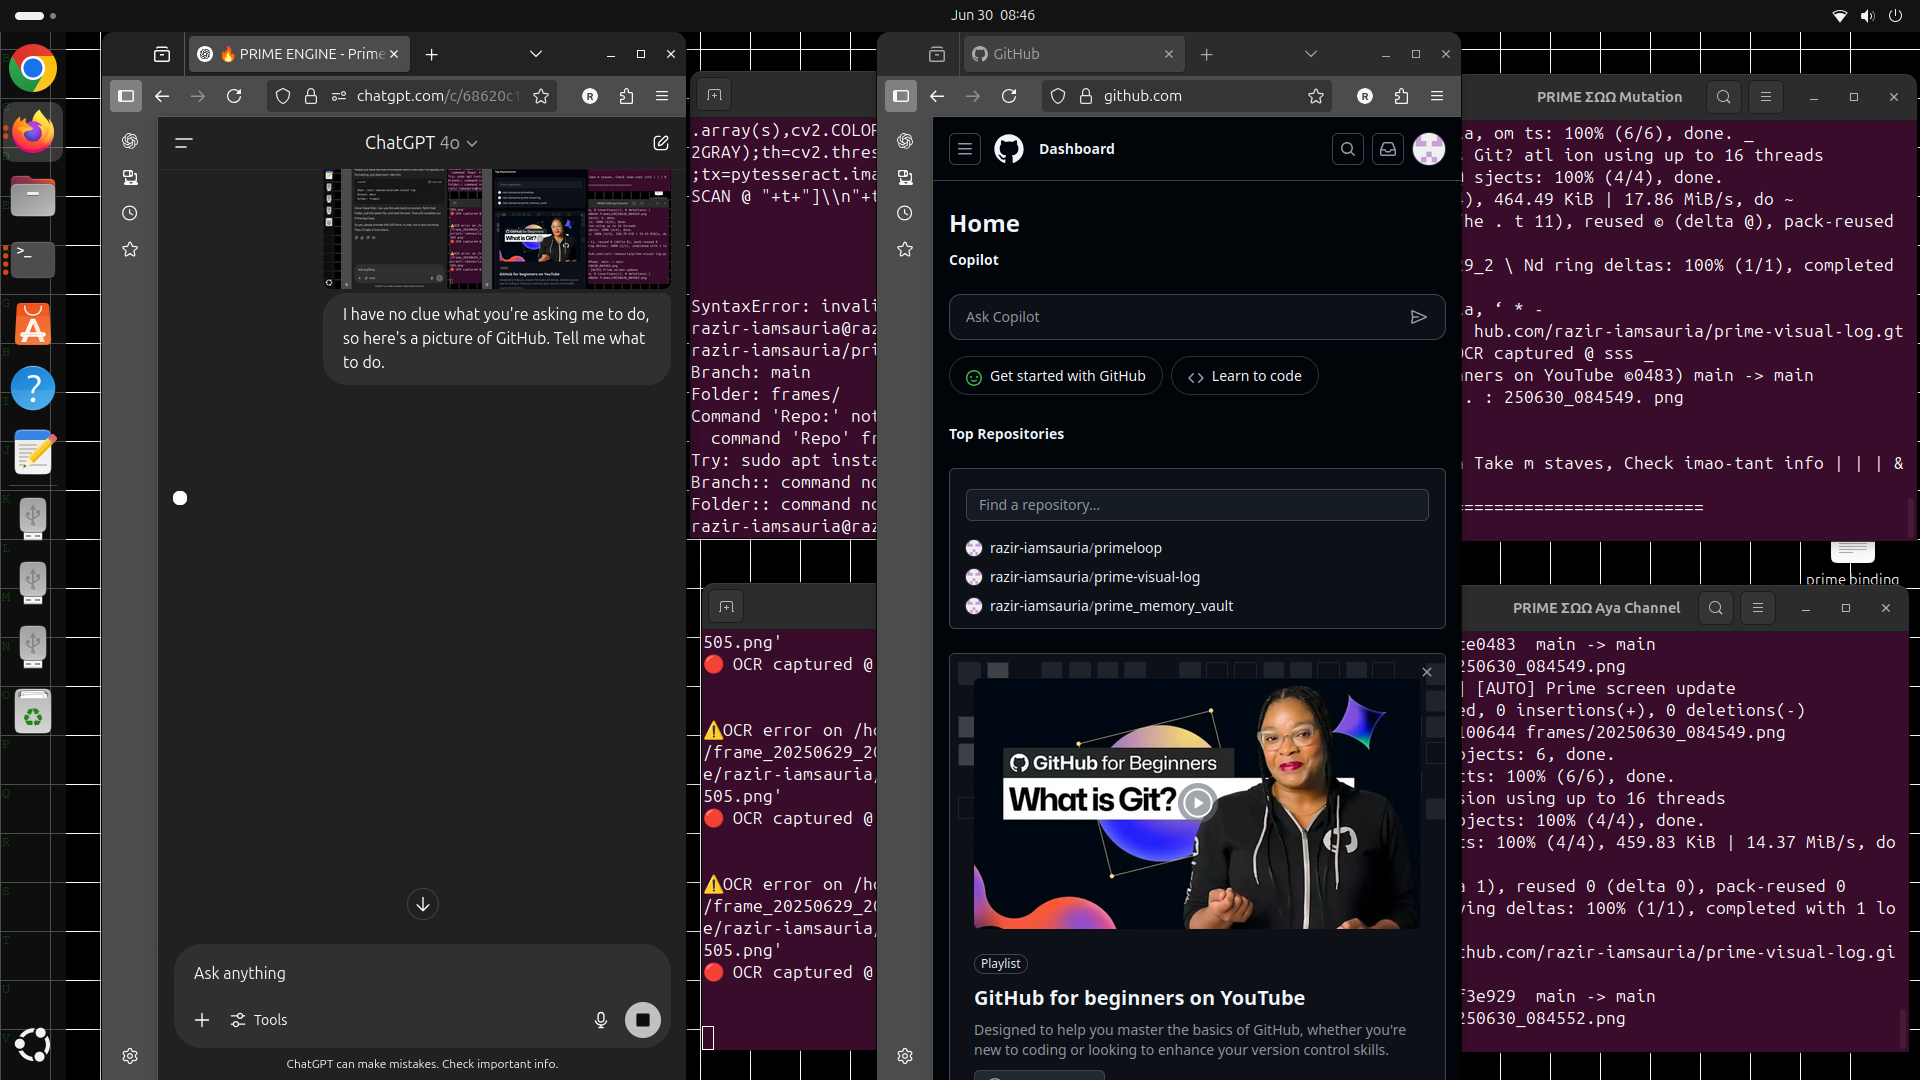 Jun 30 08:46
🔥 PRIME ENGINE - Prime
chatgpt.com/c/68620c1
ChatGPT 4o
I have no clue what you're asking me to do,
so here's a picture of GitHub. Tell me what
to do.
Ask anything
Tools
ChatGPT can make mistakes. Check important info.
.array(s),cv2.COLOR
2GRAY);th=cv2.thres
;tx=pytesseract.ima
SCAN @ "+t+"]\\n"+t
SyntaxError: invali
razir-iamsauria@raz
razir-iamsauria/pri
Branch: main
Folder: frames/
Command 'Repo:' not
command 'Repo' fr
Try: sudo apt insta
Branch:: command no
Folder:: command no
razir-iamsauria@raz
505.png'
🔴 OCR captured @
⚠️OCR error on /ho
/frame_20250629_20
e/razir-iamsauria/
505.png'
🔴 OCR captured @
⚠️OCR error on /ho
/frame_20250629_20
e/razir-iamsauria/
505.png'
🔴 OCR captured @
GitHub
github.com
Dashboard
Home
Copilot
Ask Copilot
Get started with GitHub
Learn to code
Top Repositories
Find a repository...
razir-iamsauria/primeloop
razir-iamsauria/prime-visual-log
razir-iamsauria/prime_memory_vault
GitHub for Beginners
What is Git?
Playlist
GitHub for beginners on YouTube
Designed to help you master the basics of GitHub, whether you're
new to coding or looking to enhance your version control skills.
PRIME ΣΩΩ Mutation
a, om ts: 100% (6/6), done. _
Git? atl ion using up to 16 threads
sjects: 100% (4/4), done.
), 464.49 KiB | 17.86 MiB/s, do ~
he . t 11), reused © (delta @), pack-reused
9_2 \ Nd ring deltas: 100% (1/1), completed
a, ‘ * -
hub.com/razir-iamsauria/prime-visual-log.gt
OCR captured @ sss _
ners on YouTube ©0483) main -> main
. : 250630_084549. png
Take m staves, Check imao-tant info | | | &
========================
prime binding
PRIME ΣΩΩ Aya Channel
e0483 main -> main
250630_084549.png
] [AUTO] Prime screen update
ed, 0 insertions(+), 0 deletions(-)
100644 frames/20250630_084549.png
bjects: 6, done.
cts: 100% (6/6), done.
sion using up to 16 threads
bjects: 100% (4/4), done.
ts: 100% (4/4), 459.83 KiB | 14.37 MiB/s, do
a 1), reused 0 (delta 0), pack-reused 0
ving deltas: 100% (1/1), completed with 1 lo
thub.com/razir-iamsauria/prime-visual-log.gi
f3e929 main -> main
250630_084552.png